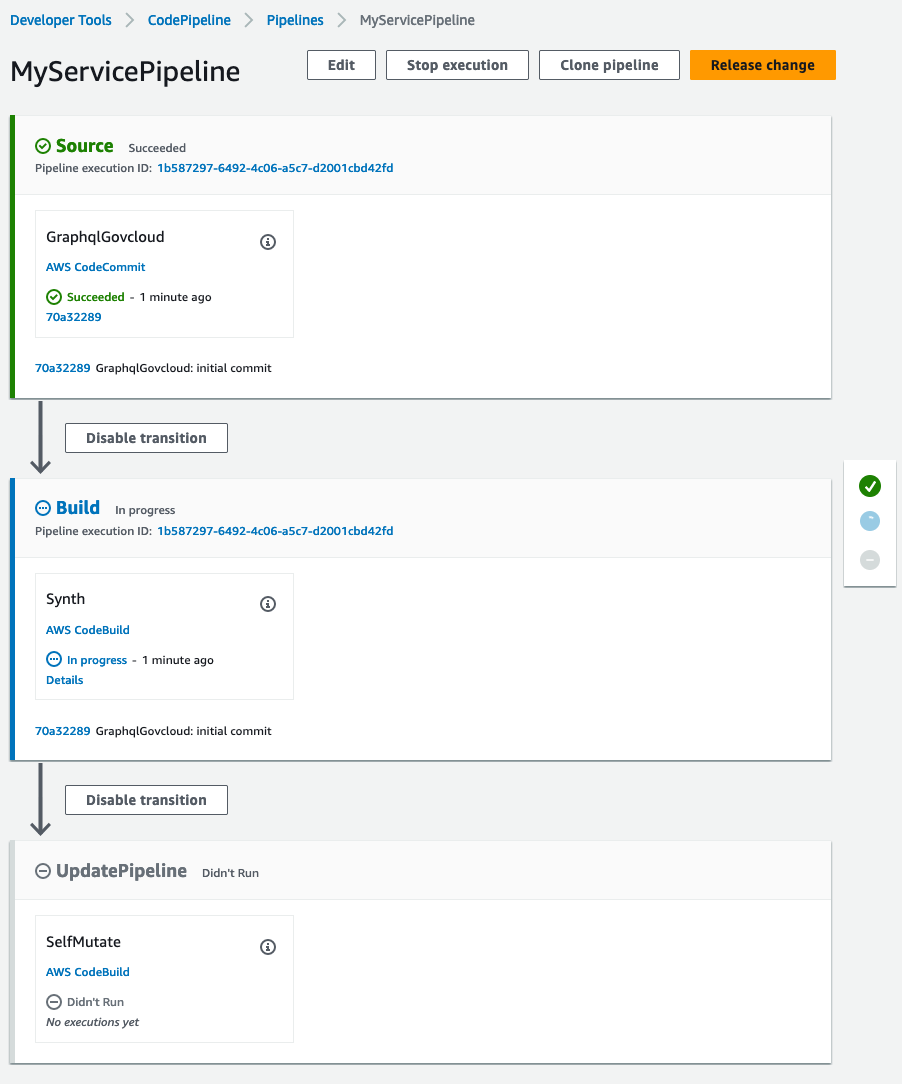 Developer Tools > CodePipeline > Pipelines > MyServicePipeline
MyServicePipeline
Edit
Stop execution
Clone pipeline
Release change
Source Succeeded
Pipeline execution ID: 1b587297-6492-4c06-a5c7-d2001cbd42fd
GraphqlGovcloud
AWS CodeCommit
Succeeded - 1 minute ago
70a32289
70a32289 GraphqlGovcloud: initial commit
Disable transition
Build In progress
Pipeline execution ID: 1b587297-6492-4c06-a5c7-d2001cbd42fd
Synth
AWS CodeBuild
In progress - 1 minute ago
Details
70a32289 GraphqlGovcloud: initial commit
Disable transition
UpdatePipeline Didn't Run
SelfMutate
AWS CodeBuild
Didn't Run
No executions yet